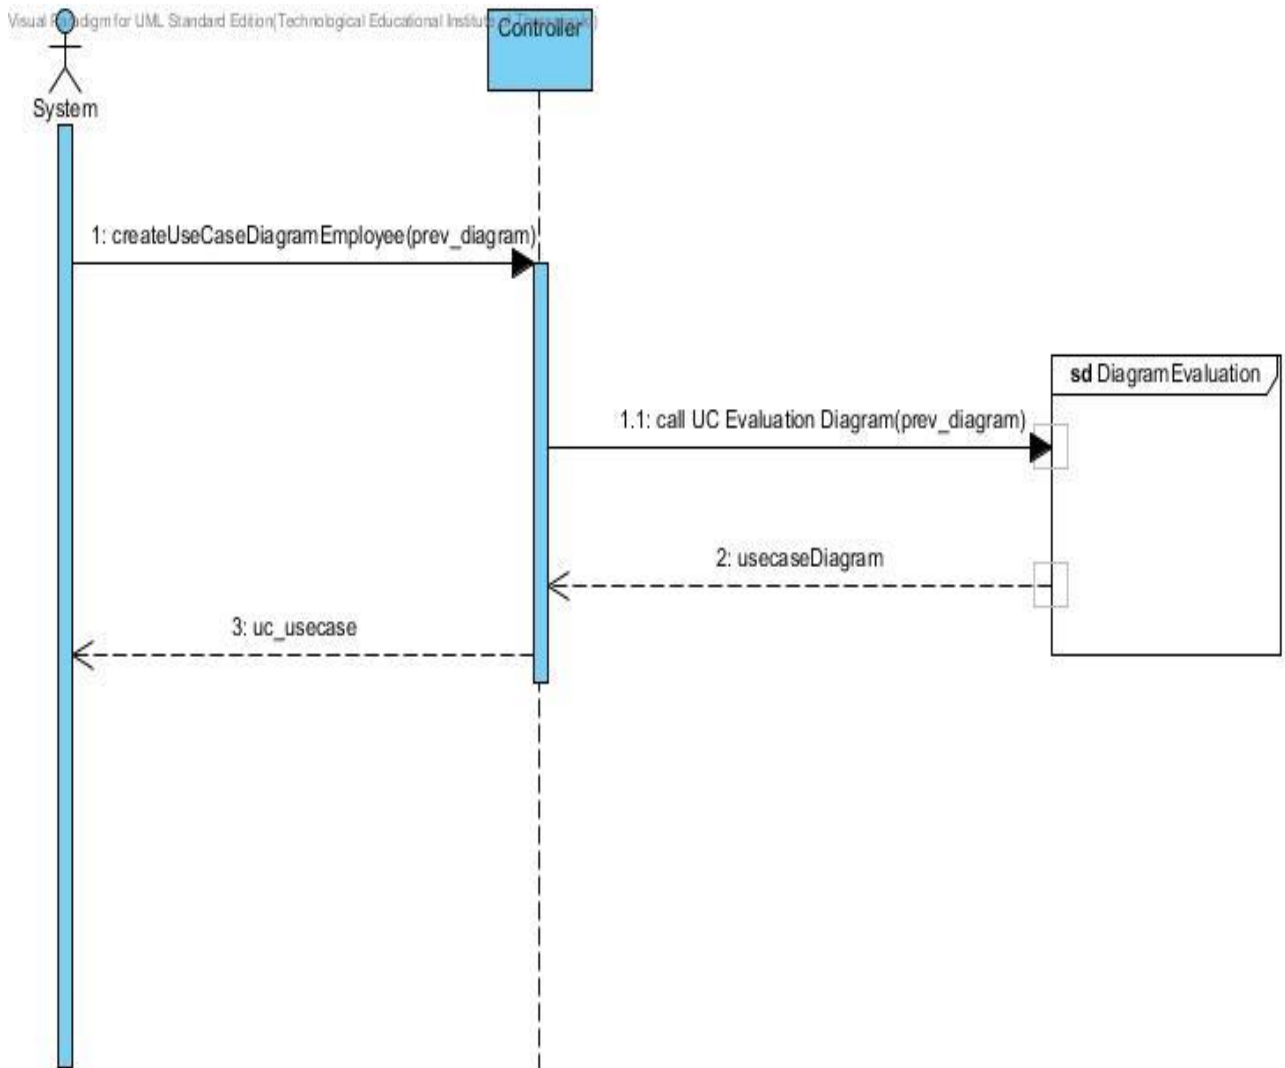 Visual Paradigm for UML Standard Edition(Technological Educational Institute of
Controller
System
1: createUseCaseDiagramEmployee(prev_diagram)
sd DiagramEvaluation
1.1: call UC Evaluation Diagram(prev_diagram)
2: usecaseDiagram
3: uc_usecase